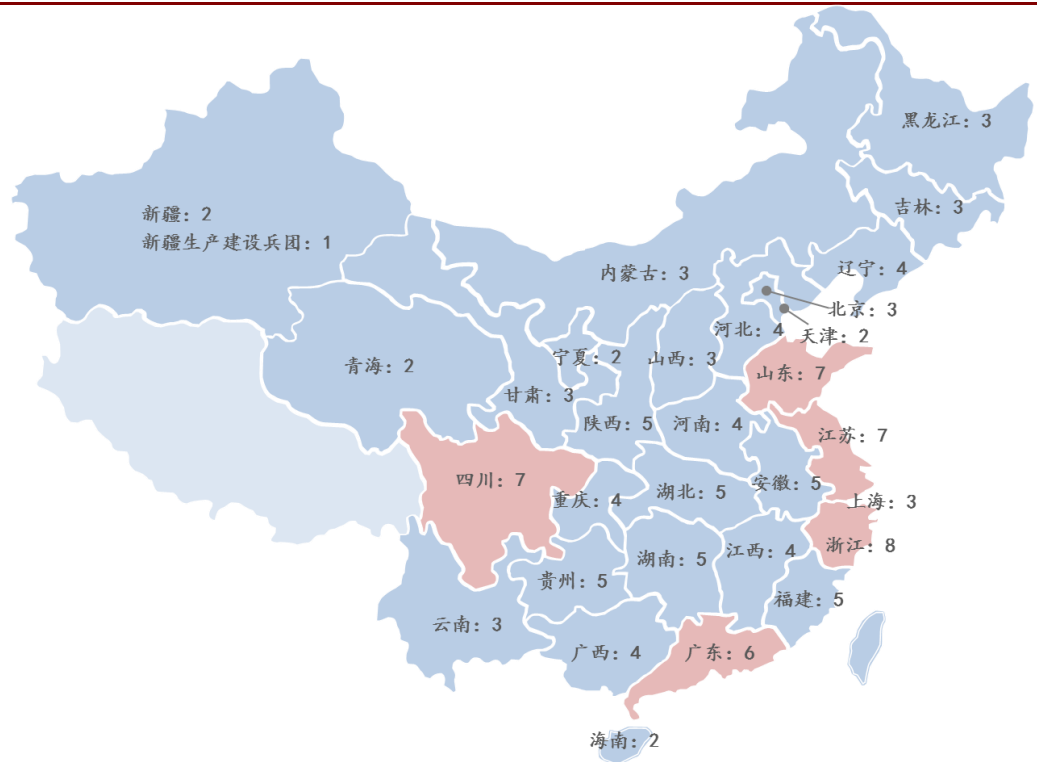 黑龙江：3
吉林：3
新疆：2
新疆生产建设兵团：1
内蒙古：3
辽宁：4
北京：3
河北：4
天津：2
宁夏：2
山西：3
青海：2
山东：7
甘肃：3
陕西：5
河南：4
江苏：7
四川：7
重庆：4
湖北：5
安徽：5
上海：3
浙江：8
湖南：5
江西：4
贵州：5
福建：5
云南：3
广西：4
广东：6
海南：2